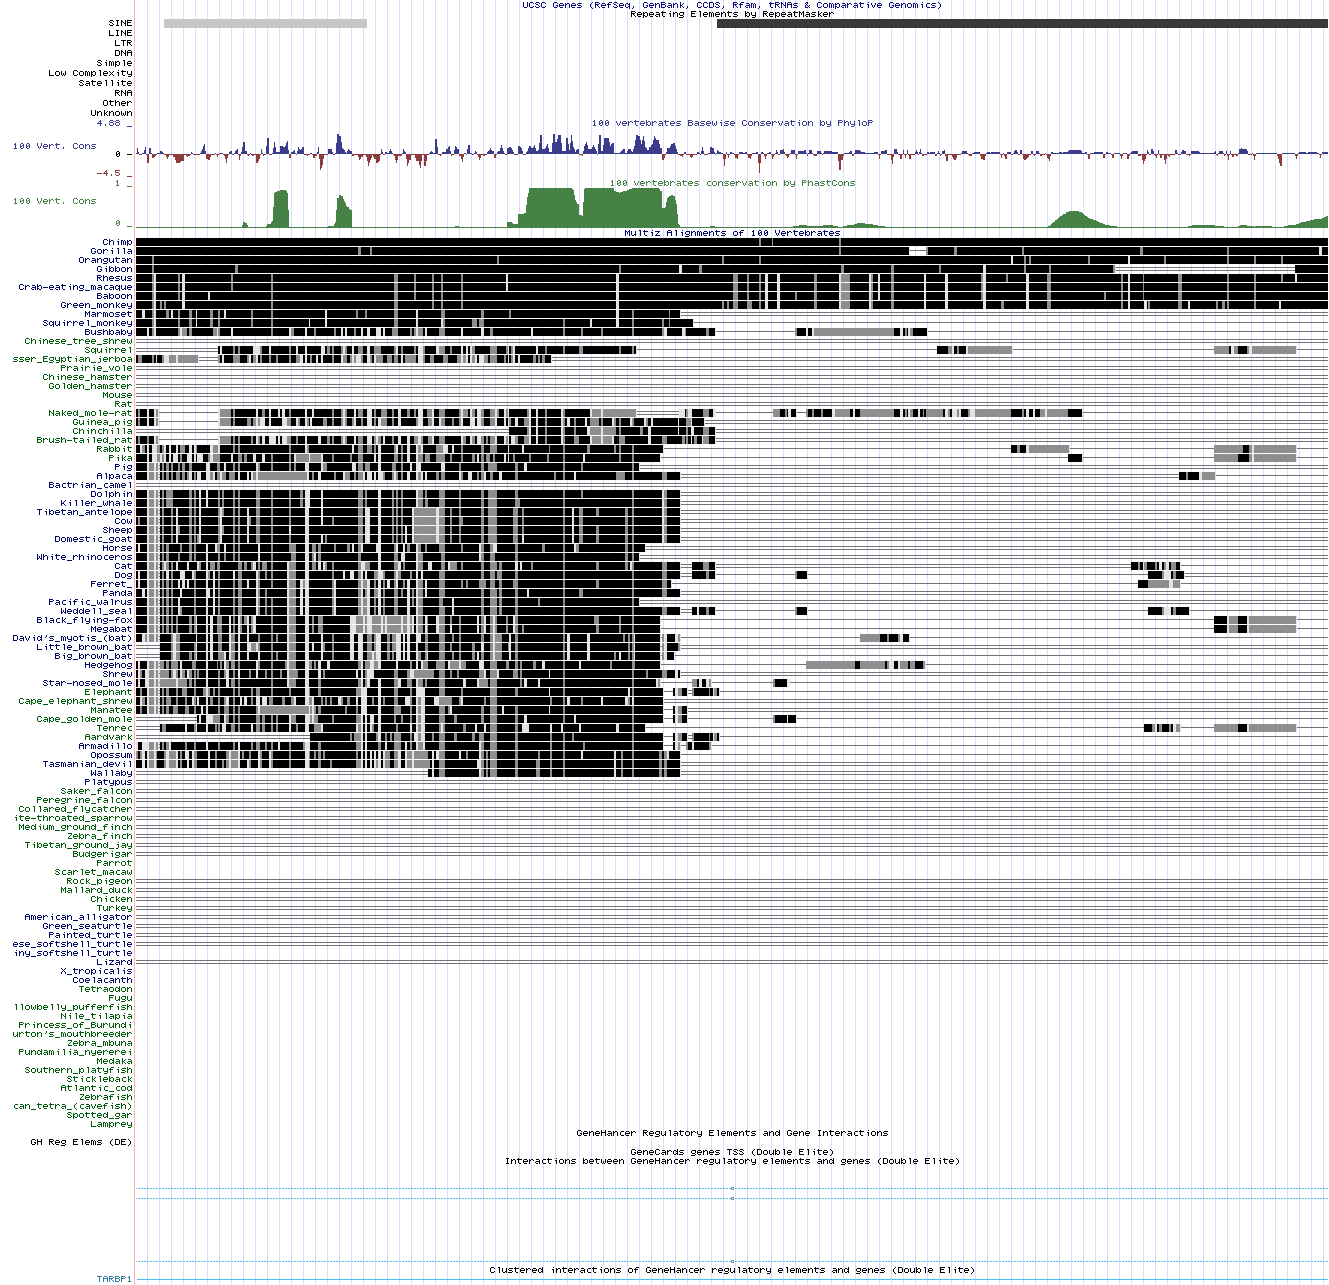 UCSC Genes (RefSeq, GenBank, CCDS, Rfam, tRNAs & Comparative Genomics)
Repeating Elements by RepeatMasker
SINE
LINE
LTR
DNA
Simple
Low Complexity
Satellite
RNA
Other
Unknown
4.88 _
100 vertebrates Basewise Conservation by PhyloP
100 Vert. Cons
0 _
-4.5 _
1 _
100 vertebrates conservation by PhastCons
100 Vert. Cons
0 _
Multiz Alignments of 100 Vertebrates
Chimp
Gorilla
Orangutan
Gibbon
Rhesus
Crab-eating_macaque
Baboon
Green_monkey
Marmoset
Squirrel_monkey
Bushbaby
Chinese_tree_shrew
Squirrel
sser_Egyptian_jerboa
Prairie_vole
Chinese_hamster
Golden_hamster
Mouse
Rat
Naked_mole-rat
Guinea_pig
Chinchilla
Brush-tailed_rat
Rabbit
Pika
Pig
Alpaca
Bactrian_camel
Dolphin
Killer_whale
Tibetan_antelope
Cow
Sheep
Domestic_goat
Horse
White_rhinoceros
Cat
Dog
Ferret_
Panda
Pacific_walrus
Weddell_seal
Black_flying-fox
Megabat
David's_myotis_(bat)
Little_brown_bat
Big_brown_bat
Hedgehog
Shrew
Star-nosed_mole
Elephant
Cape_elephant_shrew
Manatee
Cape_golden_mole
Tenrec
Aardvark
Armadillo
Opossum
Tasmanian_devil
Wallaby
Platypus
Saker_falcon
Peregrine_falcon
Collared_flycatcher
ite-throated_sparrow
Medium_ground_finch
Zebra_finch
Tibetan_ground_jay
Budgerigar
Parrot
Scarlet_macaw
Rock_pigeon
Mallard_duck
Chicken
Turkey
American_alligator
Green_seaturtle
Painted_turtle
ese_softshell_turtle
iny_softshell_turtle
Lizard
X_tropicalis
Coelacanth
Tetraodon
Fugu
llowbelly_pufferfish
Nile_tilapia
Princess_of_Burundi
urton's_mouthbreeder
Zebra_mbuna
Pundamilia_nyererei
Medaka
Southern_platyfish
Stickleback
Atlantic_cod
Zebrafish
can_tetra_(cavefish)
Spotted_gar
Lamprey
GeneHancer Regulatory Elements and Gene Interactions
GH Reg Elems (DE)
GeneCards genes TSS (Double Elite)
Interactions between GeneHancer regulatory elements and genes (Double Elite)
Clustered interactions of GeneHancer regulatory elements and genes (Double Elite)
TARBP1